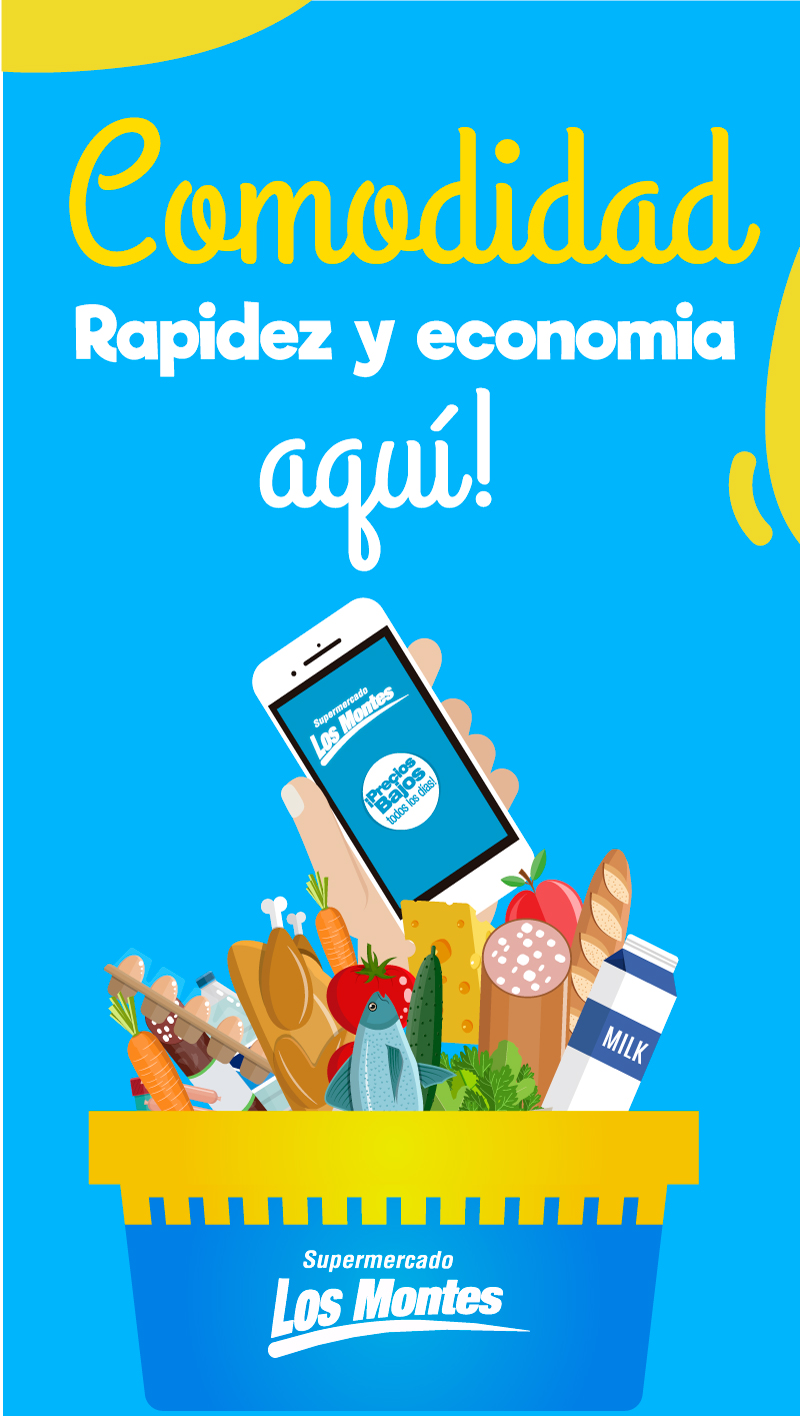 Comodidad
Rapidez y economia
aquí!
Supermercado
Los Montes
¡Precios
Bajos
todos los días!
MILK
Supermercado
Los Montes